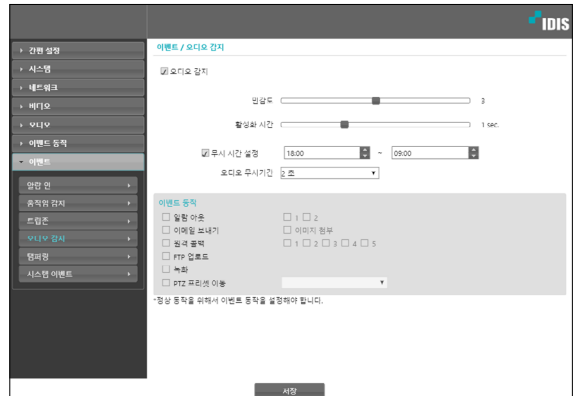 IDIS
간편 설정
시스템
네트워크
비디오
오디오
이벤트 동작
이벤트
알람 인
움직임 감지
트립존
오디오 감지
탬퍼링
시스템 이벤트
이벤트 / 오디오 감지
오디오 감지
민감도 3
활성화 시간 1 sec.
무시 시간 설정 18:00 ~ 09:00
오디오 무시기간 2 초
이벤트 동작
알람 아웃 1 2
이메일 보내기 이미지 첨부
원격 콜백 1 2 3 4 5
FTP 업로드
녹화
PTZ 프리셋 이동
*정상 동작을 위해서 이벤트 동작을 설정해야 합니다.
저장